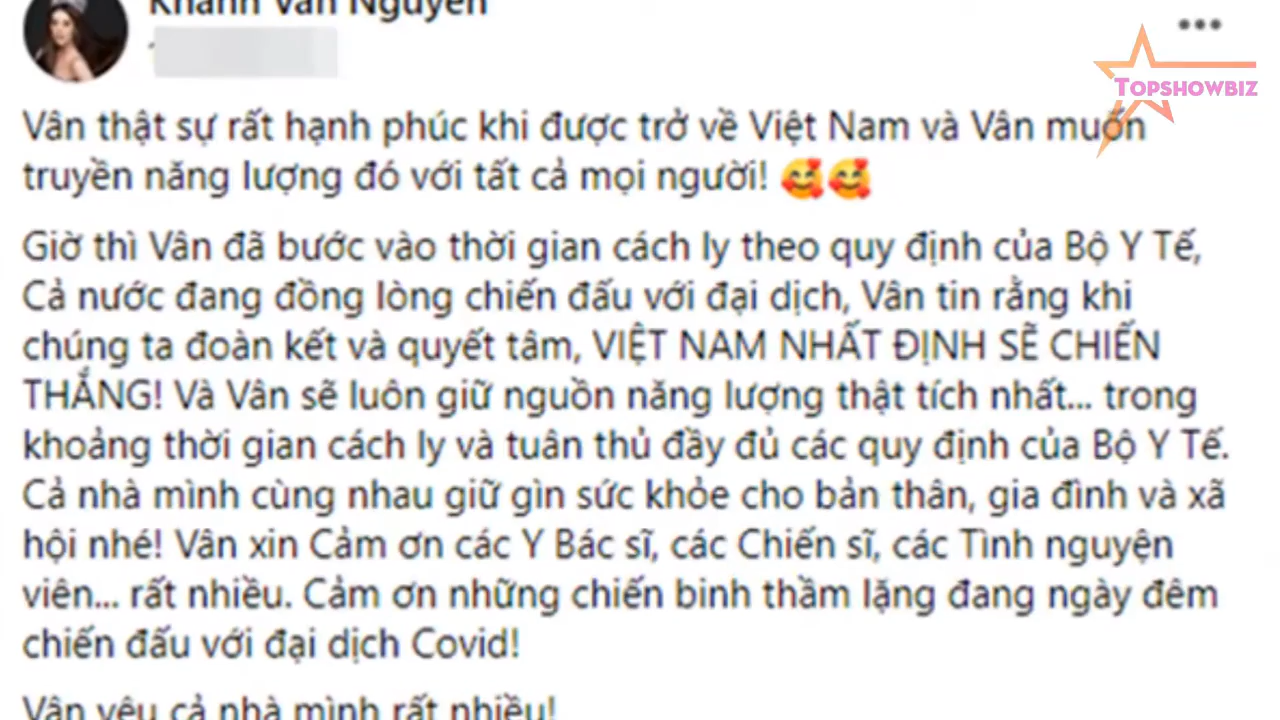 Khánh Vân Nguyễn
TOPSHOWBIZ
Vân thật sự rất hạnh phúc khi được trở về Việt Nam và Vân muốn
truyền năng lượng đó với tất cả mọi người! 🥰🥰
Giờ thì Vân đã bước vào thời gian cách ly theo quy định của Bộ Y Tế,
Cả nước đang đồng lòng chiến đấu với đại dịch, Vân tin rằng khi
chúng ta đoàn kết và quyết tâm, VIỆT NAM NHẤT ĐỊNH SẼ CHIẾN
THẮNG! Và Vân sẽ luôn giữ nguồn năng lượng thật tích nhất... trong
khoảng thời gian cách ly và tuân thủ đầy đủ các quy định của Bộ Y Tế.
Cả nhà mình cùng nhau giữ gìn sức khỏe cho bản thân, gia đình và xã
hội nhé! Vân xin Cảm ơn các Y Bác sĩ, các Chiến sĩ, các Tình nguyện
viên... rất nhiều. Cảm ơn những chiến binh thầm lặng đang ngày đêm
chiến đấu với đại dịch Covid!
Vân yêu cả nhà mình rất nhiều!